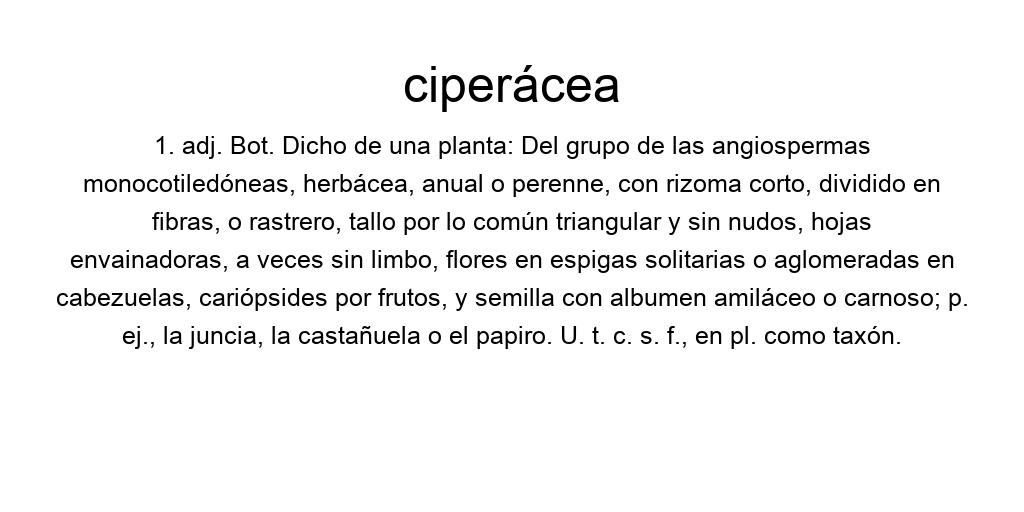 ciperácea
1. adj. Bot. Dicho de una planta: Del grupo de las angiospermas
monocotiledóneas, herbácea, anual o perenne, con rizoma corto, dividido en
fibras, o rastrero, tallo por lo común triangular y sin nudos, hojas
envainadoras, a veces sin limbo, flores en espigas solitarias o aglomeradas en
cabezuelas, cariópsides por frutos, y semilla con albumen amiláceo o carnoso; p.
ej., la juncia, la castañuela o el papiro. U. t. c. s. f., en pl. como taxón.